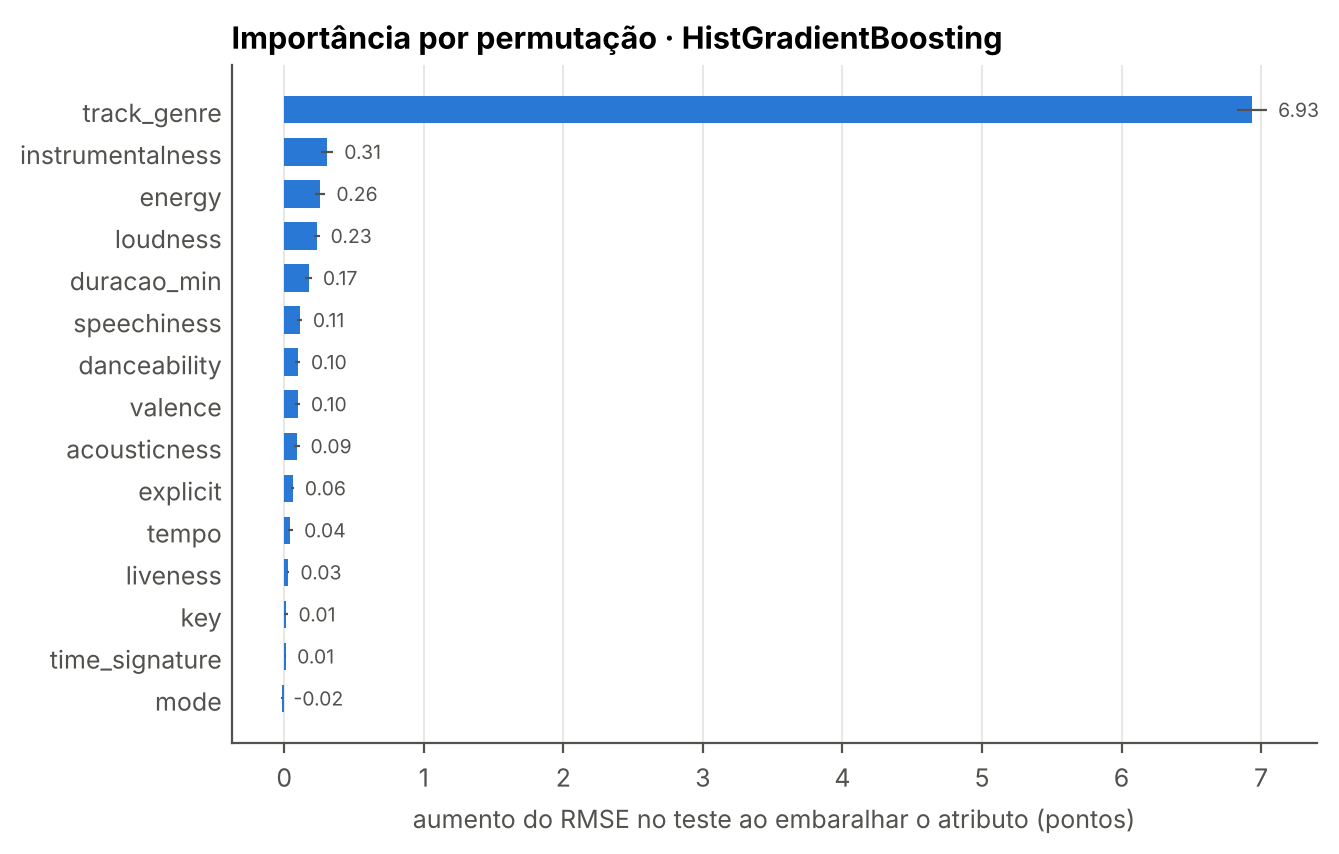 Importância por permutação · HistGradientBoosting
track_genre 6.93
instrumentalness 0.31
energy 0.26
loudness 0.23
duracao_min 0.17
speechiness 0.11
danceability 0.10
valence 0.10
acousticness 0.09
explicit 0.06
tempo 0.04
liveness 0.03
key 0.01
time_signature 0.01
mode -0.02
0 1 2 3 4 5 6 7
aumento do RMSE no teste ao embaralhar o atributo (pontos)